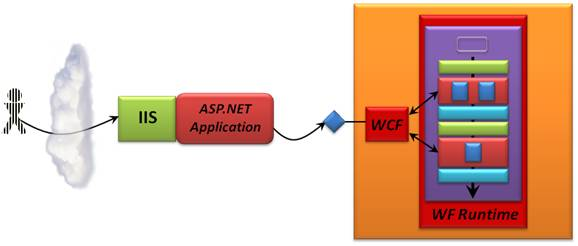 IIS
ASP.NET
Application
WCF
WF Runtime